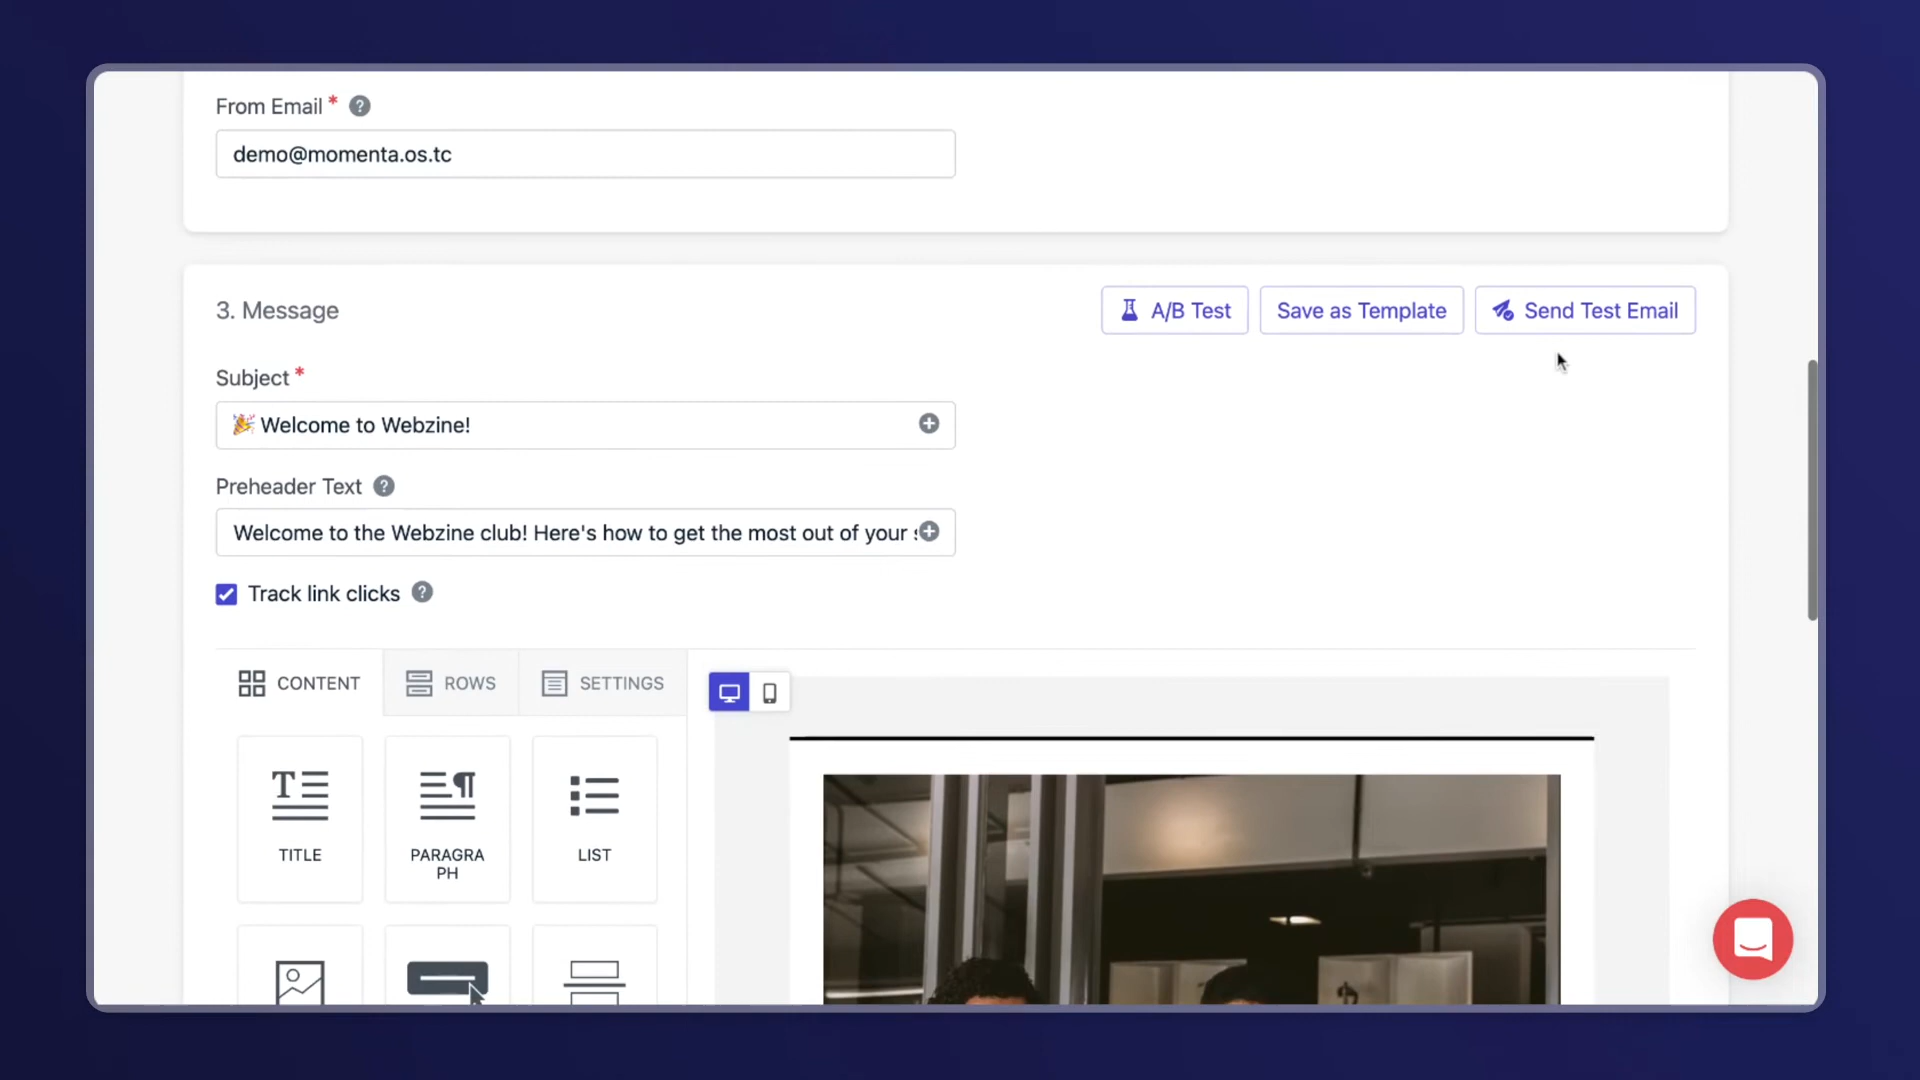 From Email *
demo@momenta.os.tc
3. Message
A/B Test
Save as Template
Send Test Email
Subject *
🎉 Welcome to Webzine!
Preheader Text
Welcome to the Webzine club! Here's how to get the most out of your
Track link clicks
CONTENT
ROWS
SETTINGS
TITLE
PARAGRA
PH
LIST